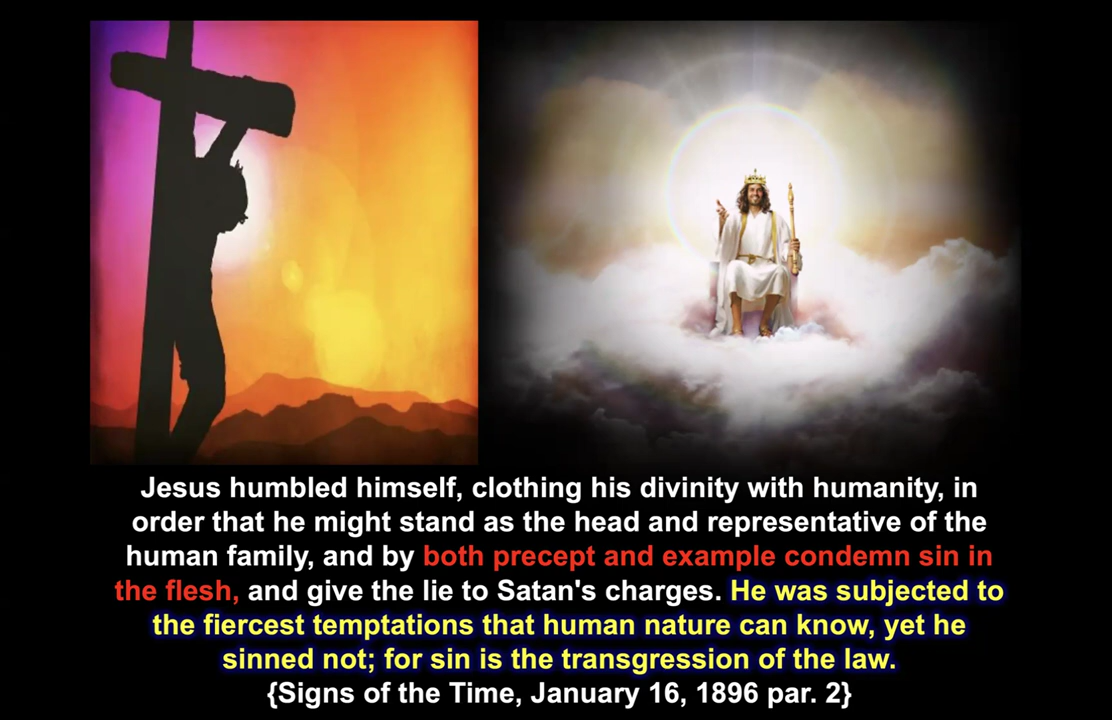 Jesus humbled himself, clothing his divinity with humanity, in
order that he might stand as the head and representative of the
human family, and by both precept and example condemn sin in
the flesh, and give the lie to Satan's charges. He was subjected to
the fiercest temptations that human nature can know, yet he
sinned not; for sin is the transgression of the law.
{Signs of the Time, January 16, 1896 par. 2}